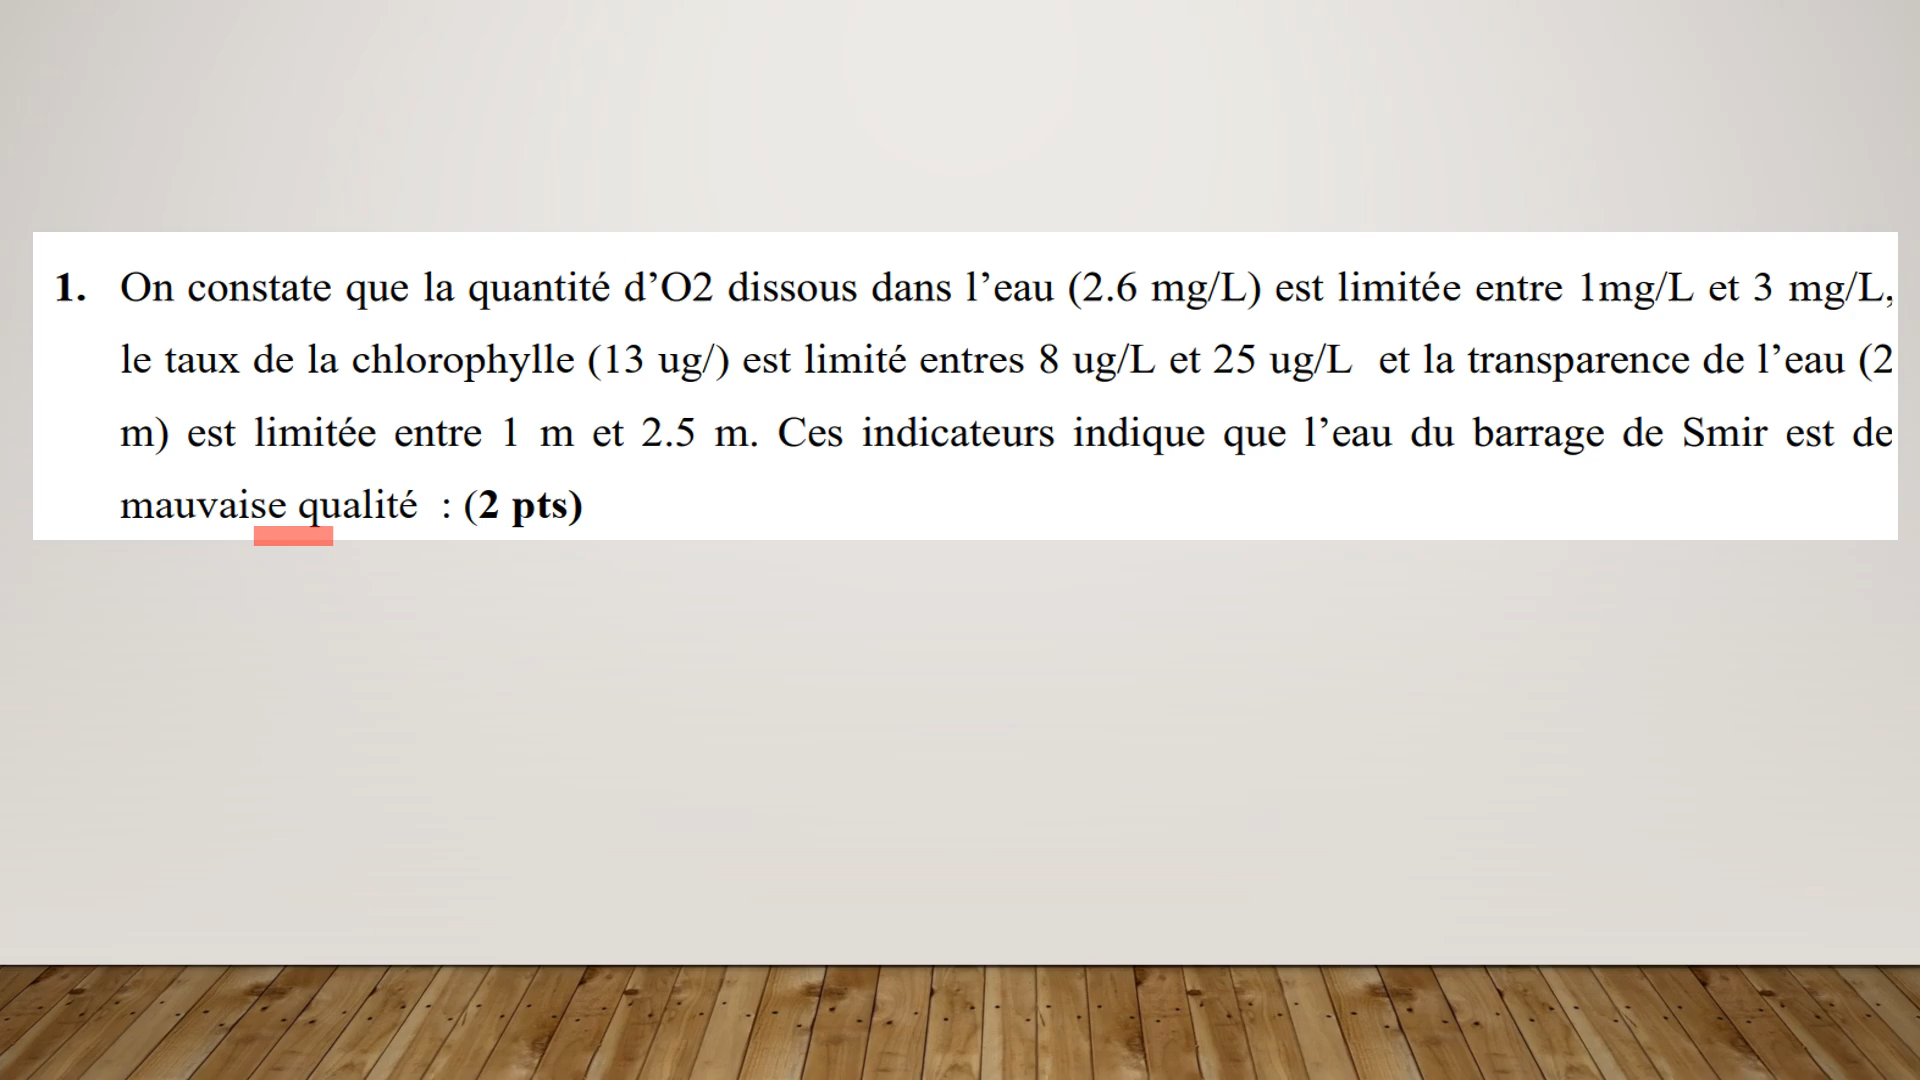 1. On constate que la quantité d’O2 dissous dans l’eau (2.6 mg/L) est limitée entre 1mg/L et 3 mg/L,
le taux de la chlorophylle (13 ug/) est limité entres 8 ug/L et 25 ug/L et la transparence de l’eau (2
m) est limitée entre 1 m et 2.5 m. Ces indicateurs indique que l’eau du barrage de Smir est de
mauvaise qualité : (2 pts)